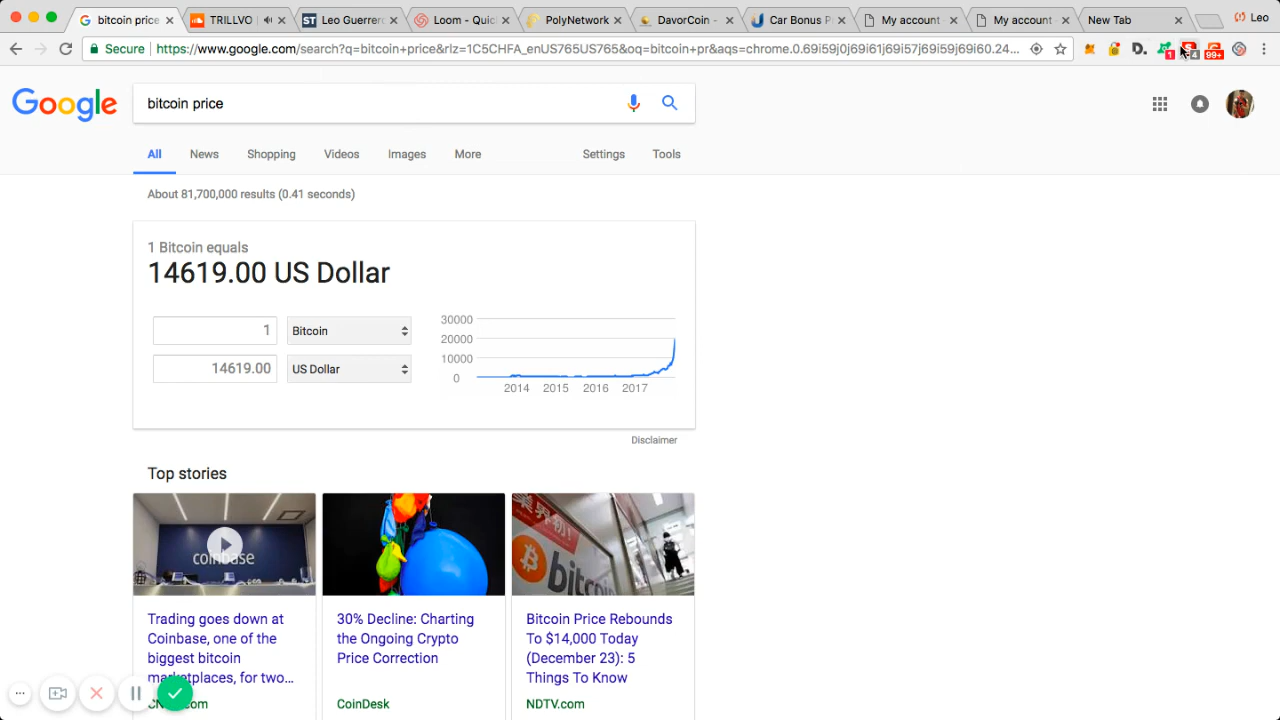 bitcoin price
TRILLVO
Leo Guerrero
Loom - Quic
PolyNetwork
DavorCoin -
Car Bonus P
My account
My account
New Tab
Leo
Secure
https://www.google.com/search?q=bitcoin+price&rlz=1C5CHFA_enUS765US765&oq=bitcoin+pr&aqs=chrome.0.69i59j0j69i61j69i57j69i59j69i60.24...
D.
1
4
99+
Google
bitcoin price
All
News
Shopping
Videos
Images
More
Settings
Tools
About 81,700,000 results (0.41 seconds)
1 Bitcoin equals
14619.00 US Dollar
1
Bitcoin
14619.00
US Dollar
30000
20000
10000
0
2014
2015
2016
2017
Disclaimer
Top stories
coinbase
bitcoin
Trading goes down at
Coinbase, one of the
biggest bitcoin
marketplaces, for two...
30% Decline: Charting
the Ongoing Crypto
Price Correction
CoinDesk
Bitcoin Price Rebounds
To $14,000 Today
(December 23): 5
Things To Know
NDTV.com